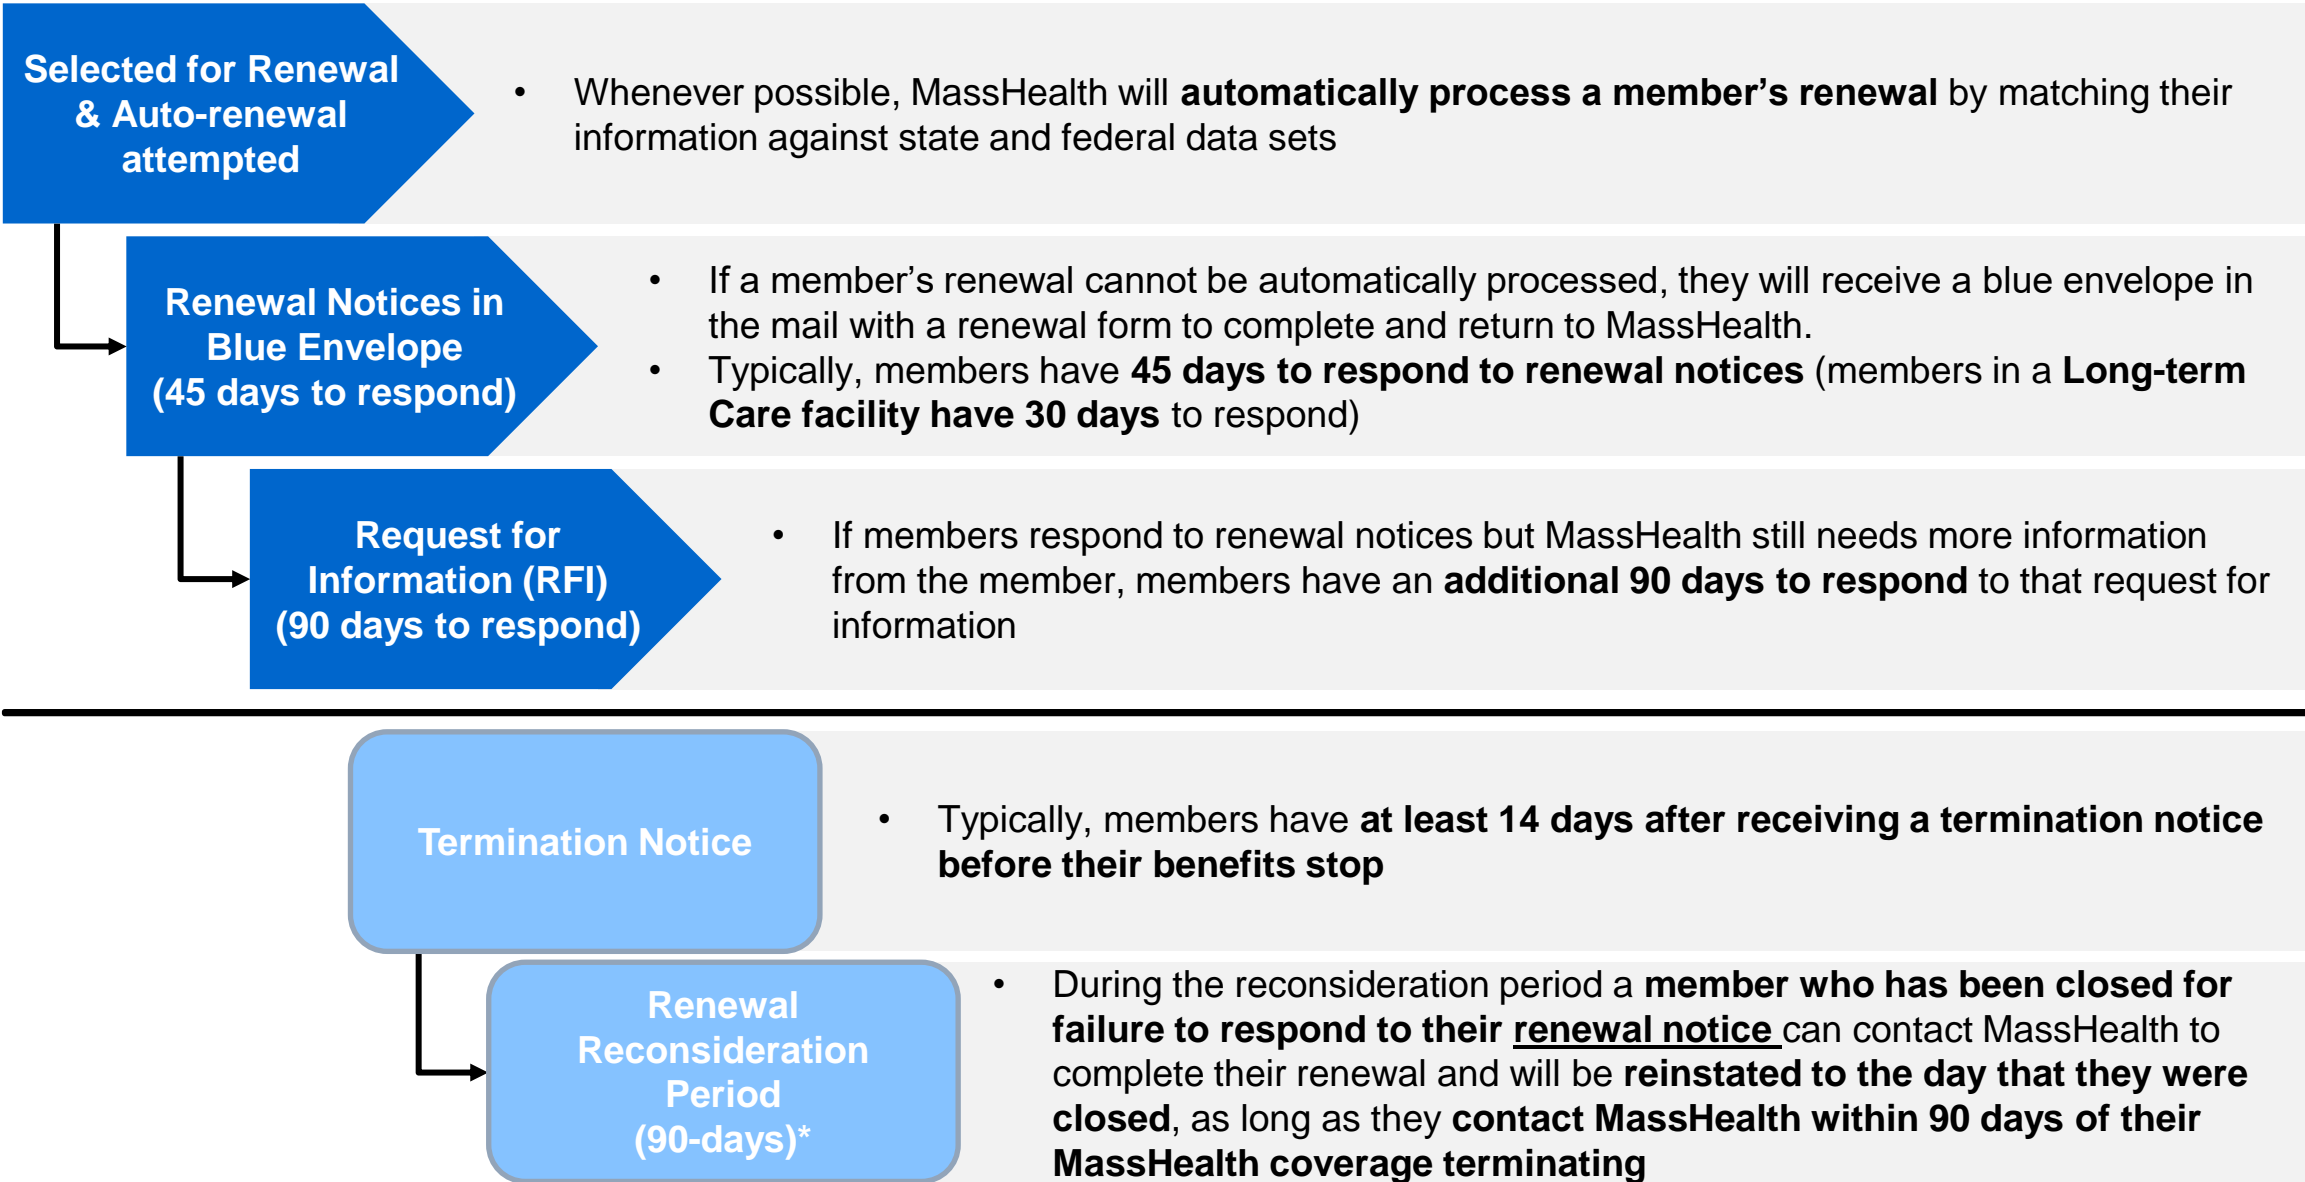 Selected for Renewal
& Auto-renewal
attempted
• Whenever possible, MassHealth will automatically process a member’s renewal by matching their
information against state and federal data sets
Renewal Notices in
Blue Envelope
(45 days to respond)
• If a member’s renewal cannot be automatically processed, they will receive a blue envelope in
the mail with a renewal form to complete and return to MassHealth.
• Typically, members have 45 days to respond to renewal notices (members in a Long-term
Care facility have 30 days to respond)
Request for
Information (RFI)
(90 days to respond)
• If members respond to renewal notices but MassHealth still needs more information
from the member, members have an additional 90 days to respond to that request for
information
Termination Notice
• Typically, members have at least 14 days after receiving a termination notice
before their benefits stop
Renewal
Reconsideration
Period
(90-days)*
• During the reconsideration period a member who has been closed for
failure to respond to their renewal notice can contact MassHealth to
complete their renewal and will be reinstated to the day that they were
closed, as long as they contact MassHealth within 90 days of their
MassHealth coverage terminating